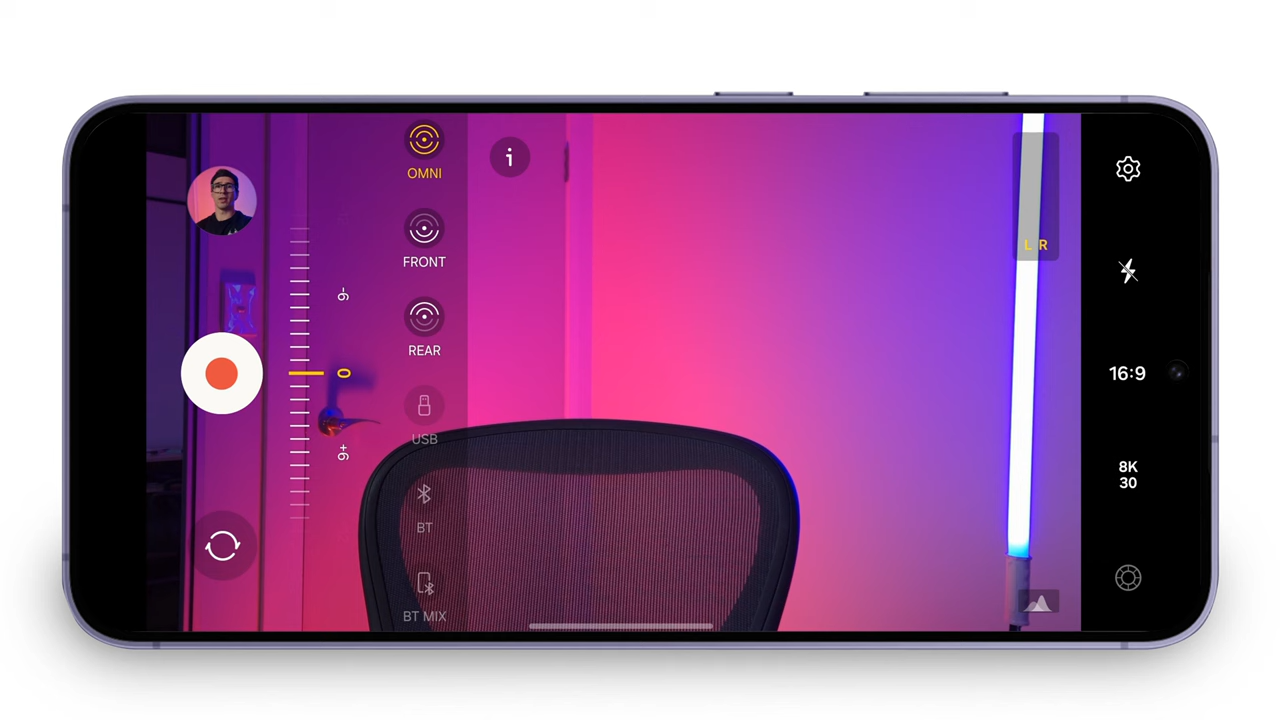 OMNI
i
FRONT
-6
REAR
0
USB
+6
BT
BT MIX
L R
16:9
8K
30